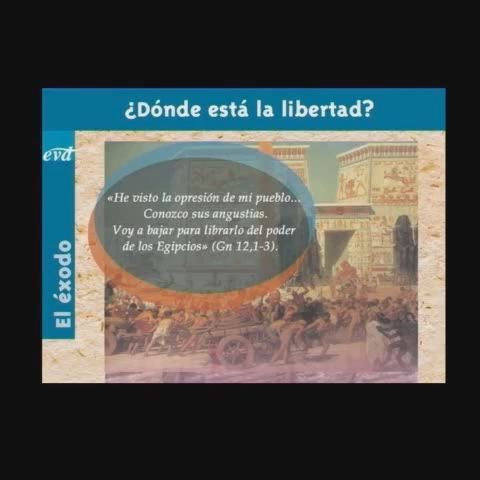 ¿Dónde está la libertad?
evd
El éxodo
«He visto la opresión de mi pueblo...
Conozco sus angustias.
Voy a bajar para librarlo del poder
de los Egipcios» (Gn 12,1-3).